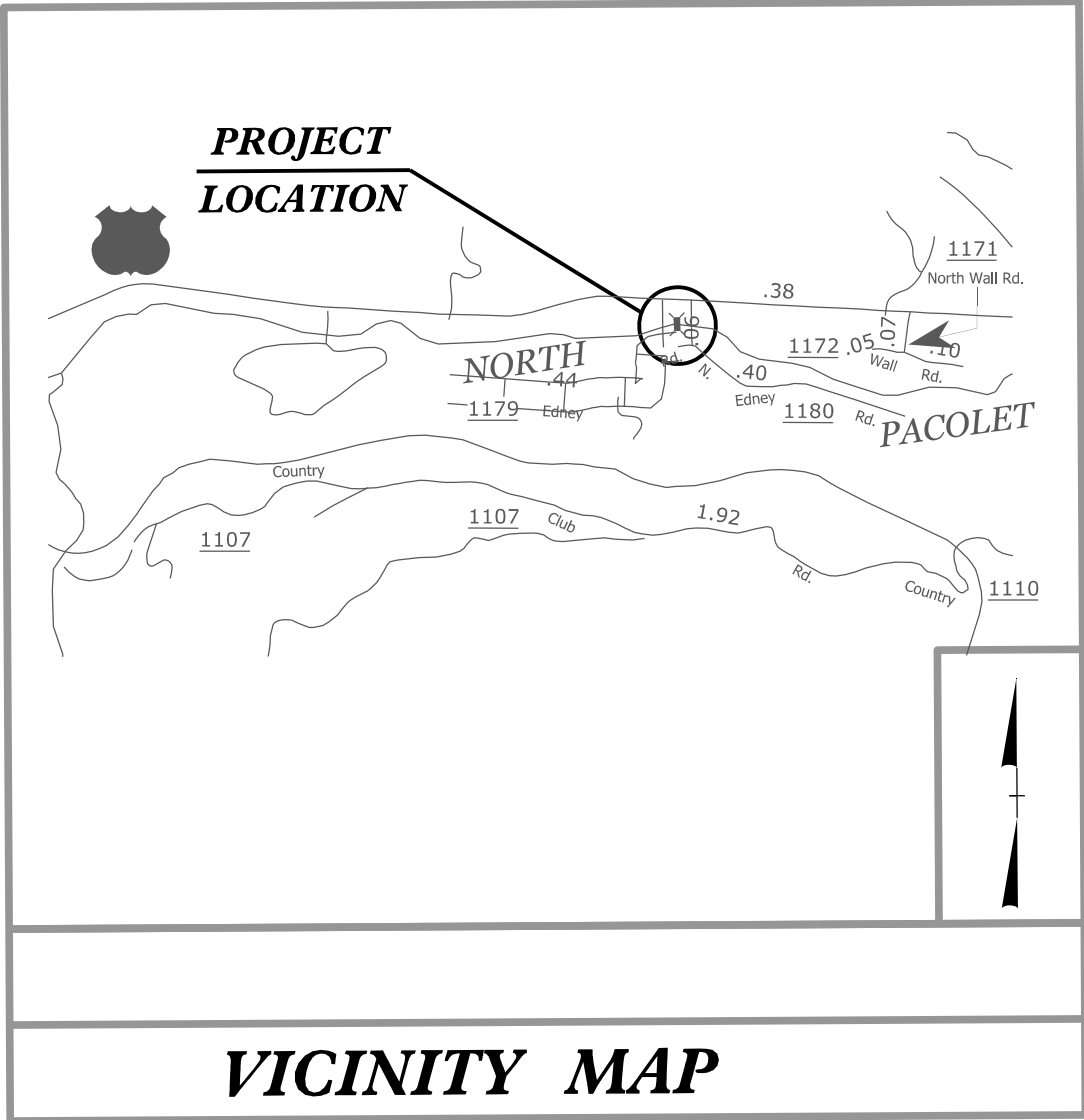 PROJECT
LOCATION
1171
North Wall Rd.
.38
.06
.07
1172
.05
.10
Wall
Rd.
NORTH
.44
Rd.
N.
.40
1179
Edney
Edney
1180
Rd.
PACOLET
Country
1107
1107
Club
1.92
Rd.
Country
1110
VICINITY MAP